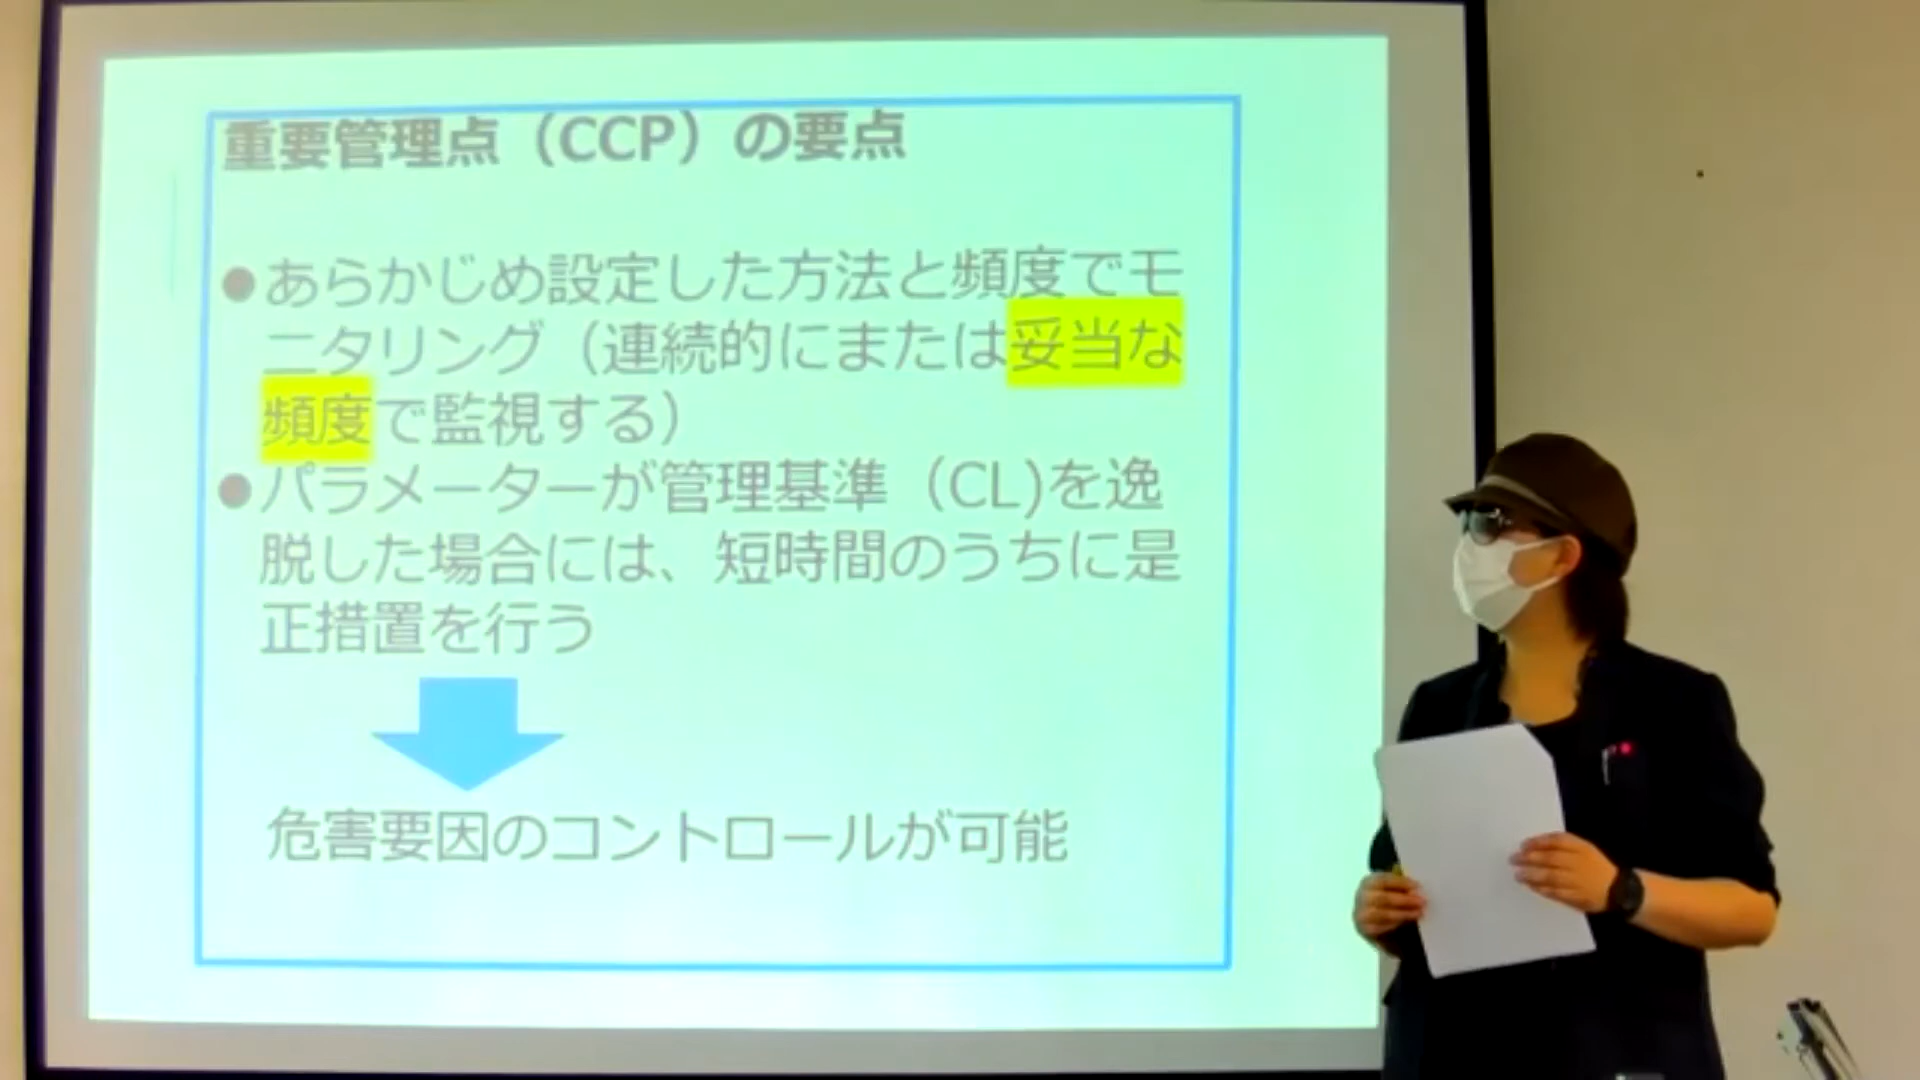 重要管理点（CCP）の要点
●あらかじめ設定した方法と頻度でモ
ニタリング（連続的にまたは妥当な
頻度で監視する）
●パラメーターが管理基準（CL)を逸
脱した場合には、短時間のうちに是
正措置を行う
危害要因のコントロールが可能